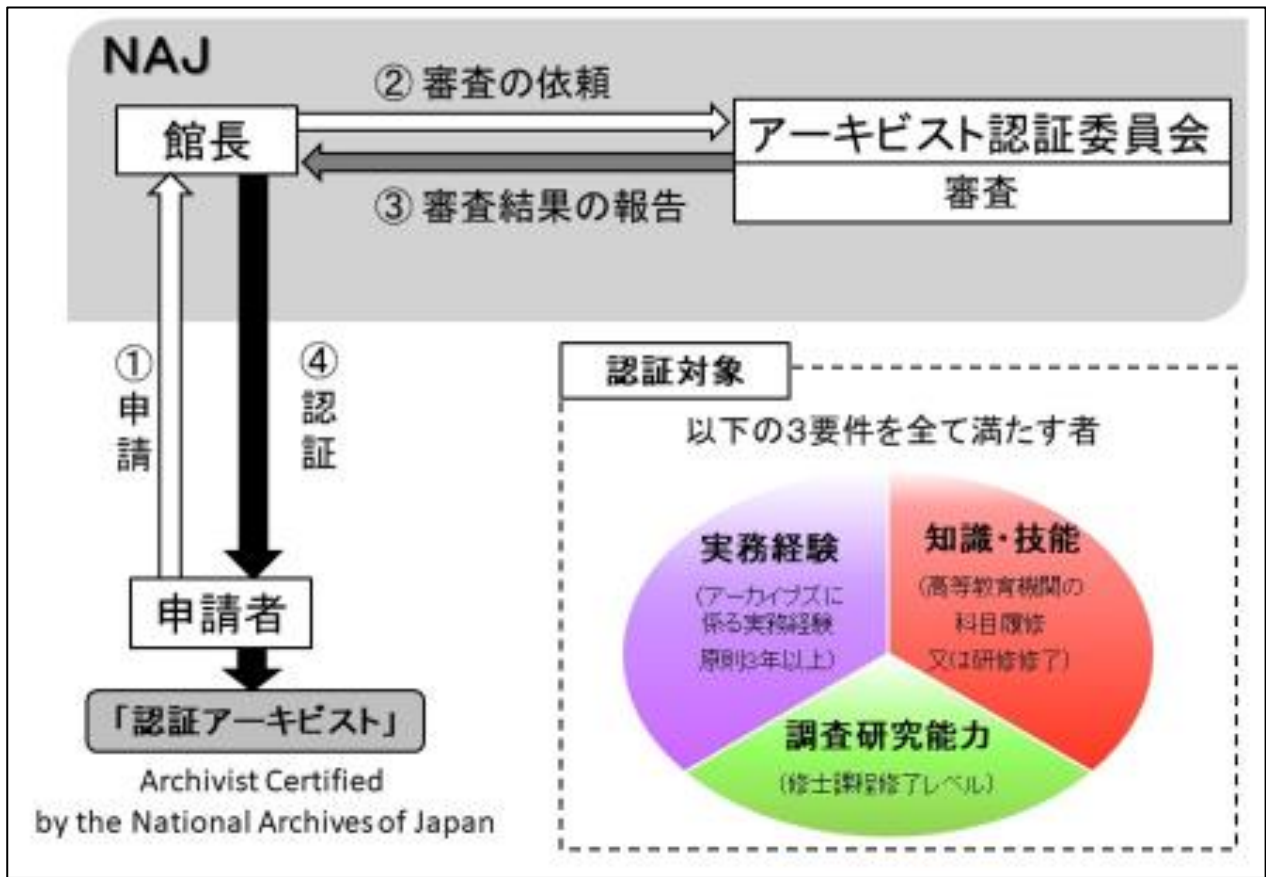 NAJ
② 審査の依頼
館長
アーキビスト認証委員会
審査
③ 審査結果の報告
①申請
④認証
申請者
「認証アーキビスト」
Archivist Certified
by the National Archives of Japan
認証対象
以下の3要件を全て満たす者
実務経験
(アーカイブズに
係る実務経験
原則3年以上)
知識・技能
(高等教育機関の
科目履修
又は研修修了)
調査研究能力
(修士課程修了レベル)